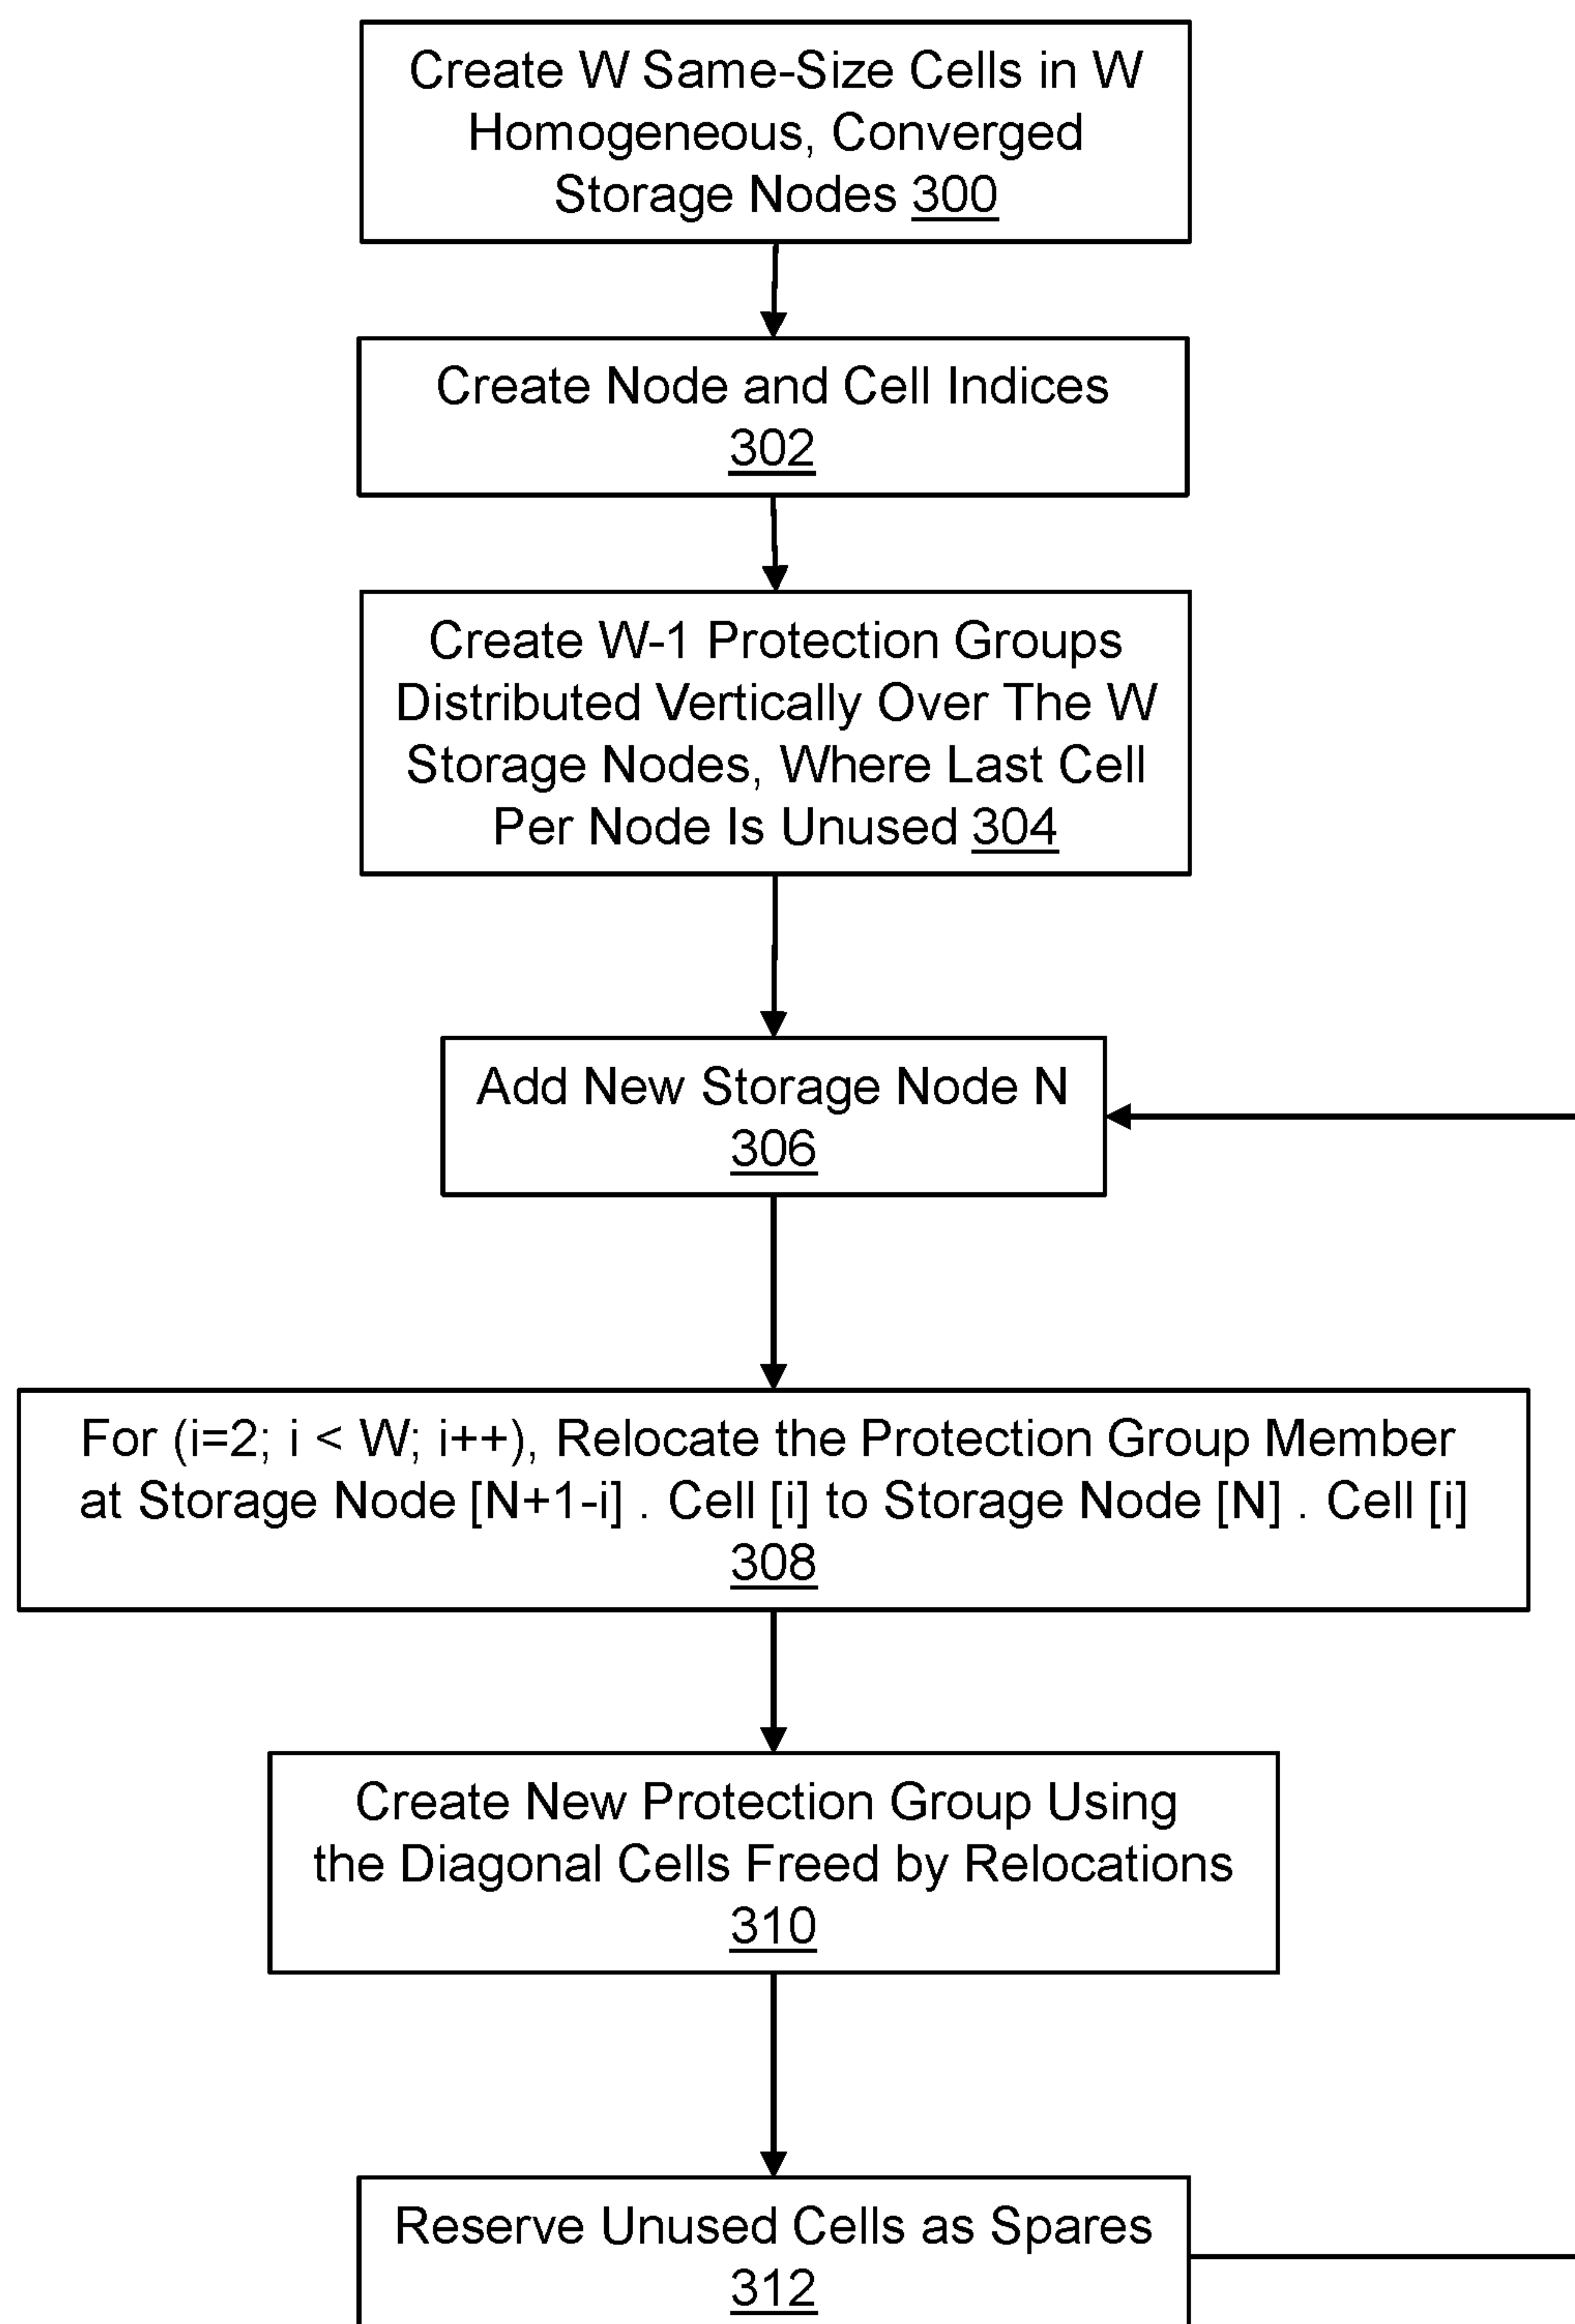 Create W Same-Size Cells in W
Homogeneous, Converged
Storage Nodes 300
Create Node and Cell Indices
302
Create W-1 Protection Groups
Distributed Vertically Over The W
Storage Nodes, Where Last Cell
Per Node Is Unused 304
Add New Storage Node N
306
For (i=2; i < W; i++), Relocate the Protection Group Member
at Storage Node [N+1-i] . Cell [i] to Storage Node [N] . Cell [i]
308
Create New Protection Group Using
the Diagonal Cells Freed by Relocations
310
Reserve Unused Cells as Spares
312